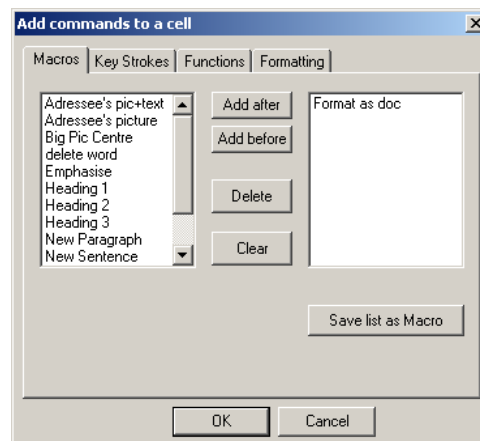 Add commands to a cell
Macros Key Strokes Functions Formatting
Adressee's pic+text
Adressee's picture
Big Pic Centre
delete word
Emphasise
Heading 1
Heading 2
Heading 3
New Paragraph
New Sentence
Add after
Add before
Delete
Clear
Format as doc
Save list as Macro
OK Cancel